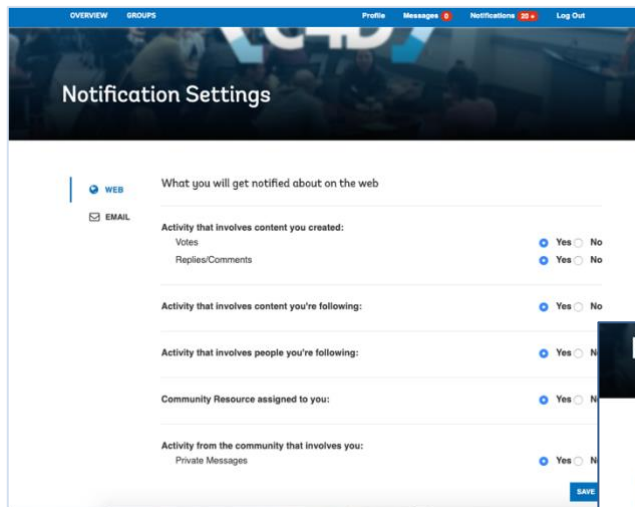 OVERVIEW GROUPS Profile Messages 0 Notifications 20+ Log Out
C4D
Notification Settings
WEB
What you will get notified about on the web
EMAIL
Activity that involves content you created:
Votes Yes No
Replies/Comments Yes No
Activity that involves content you're following: Yes No
Activity that involves people you're following: Yes
Community Resource assigned to you: Yes
Activity from the community that involves you:
Private Messages Yes
SAVE